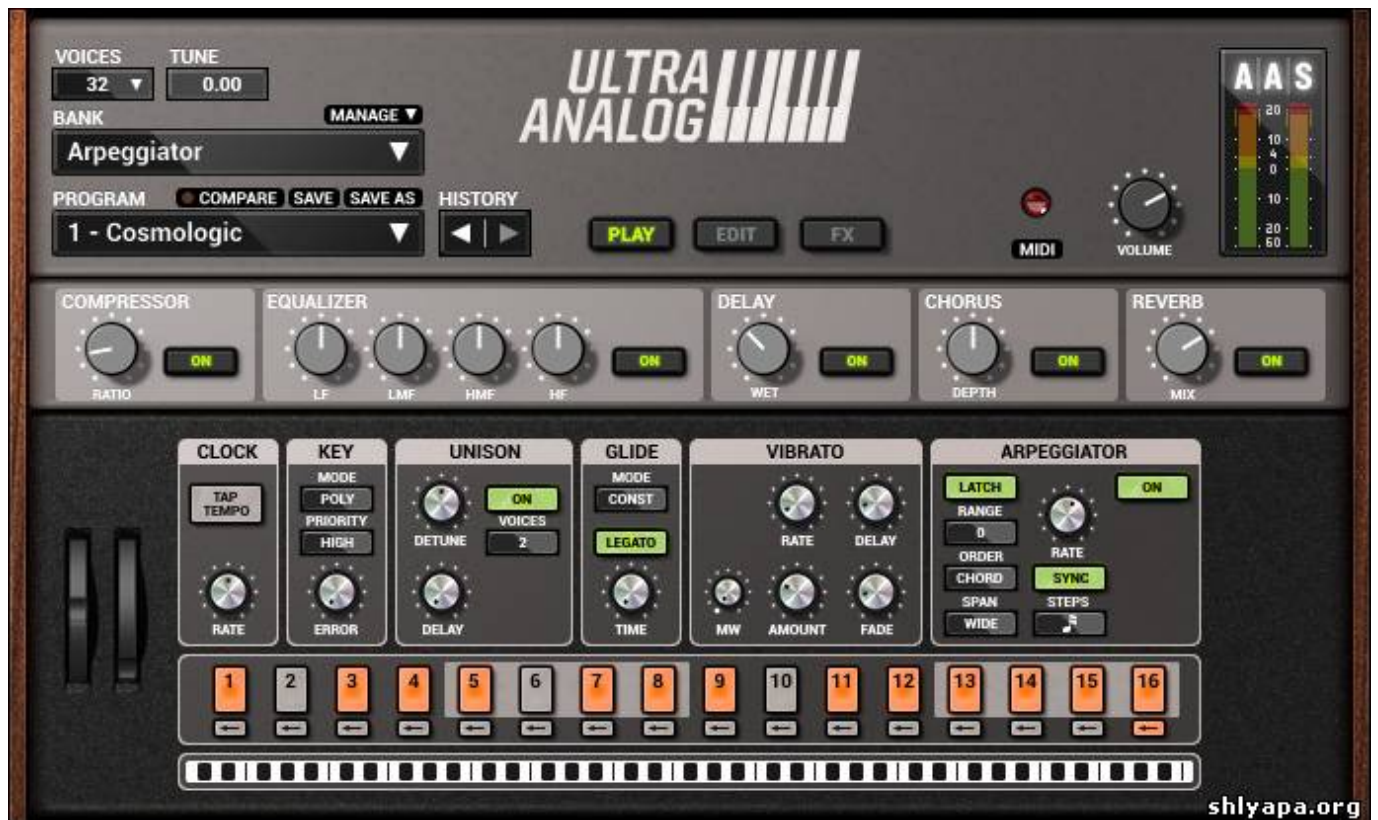 VOICES TUNE
32 ▼ 0.00
BANK MANAGE ▼
Arpeggiator ▼
PROGRAM COMPARE SAVE SAVE AS HISTORY
1 - Cosmologic ▼
ULTRA
ANALOG
PLAY EDIT FX
MIDI
VOLUME
AAS
20
10
4
0
10
20
60
COMPRESSOR EQUALIZER DELAY CHORUS REVERB
ON ON ON ON ON
RATIO LF LMF HMF HF WET DEPTH MIX
CLOCK
TAP
TEMPO
RATE
KEY
MODE
POLY
PRIORITY
HIGH
ERROR
UNISON
ON
DETUNE
VOICES
2
DELAY
GLIDE
MODE
CONST
LEGATO
TIME
VIBRATO
RATE DELAY
MW AMOUNT FADE
ARPEGGIATOR
LATCH ON
RANGE
0
RATE
ORDER
CHORD SYNC
SPAN STEPS
WIDE
1 2 3 4 5 6 7 8 9 10 11 12 13 14 15 16
shlyapa.org